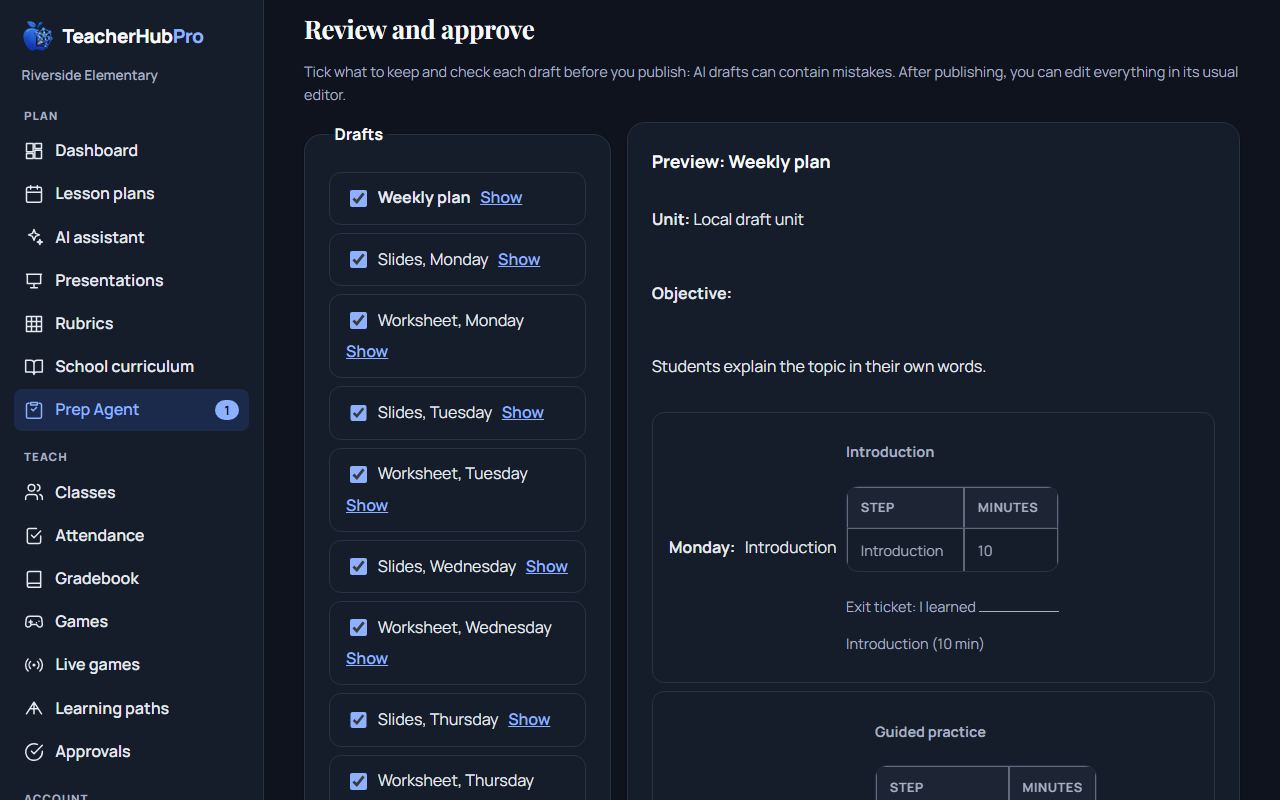 TeacherHubPro
Riverside Elementary
PLAN
Dashboard
Lesson plans
AI assistant
Presentations
Rubrics
School curriculum
Prep Agent 1
TEACH
Classes
Attendance
Gradebook
Games
Live games
Learning paths
Approvals
ACCOUNT
Review and approve
Tick what to keep and check each draft before you publish: AI drafts can contain mistakes. After publishing, you can edit everything in its usual
editor.
Drafts
Weekly plan Show
Slides, Monday Show
Worksheet, Monday
Show
Slides, Tuesday Show
Worksheet, Tuesday
Show
Slides, Wednesday Show
Worksheet, Wednesday
Show
Slides, Thursday Show
Worksheet, Thursday
Preview: Weekly plan
Unit: Local draft unit
Objective:
Students explain the topic in their own words.
Monday: Introduction
Introduction
STEP MINUTES
Introduction 10
Exit ticket: I learned __________
Introduction (10 min)
Guided practice
STEP MINUTES